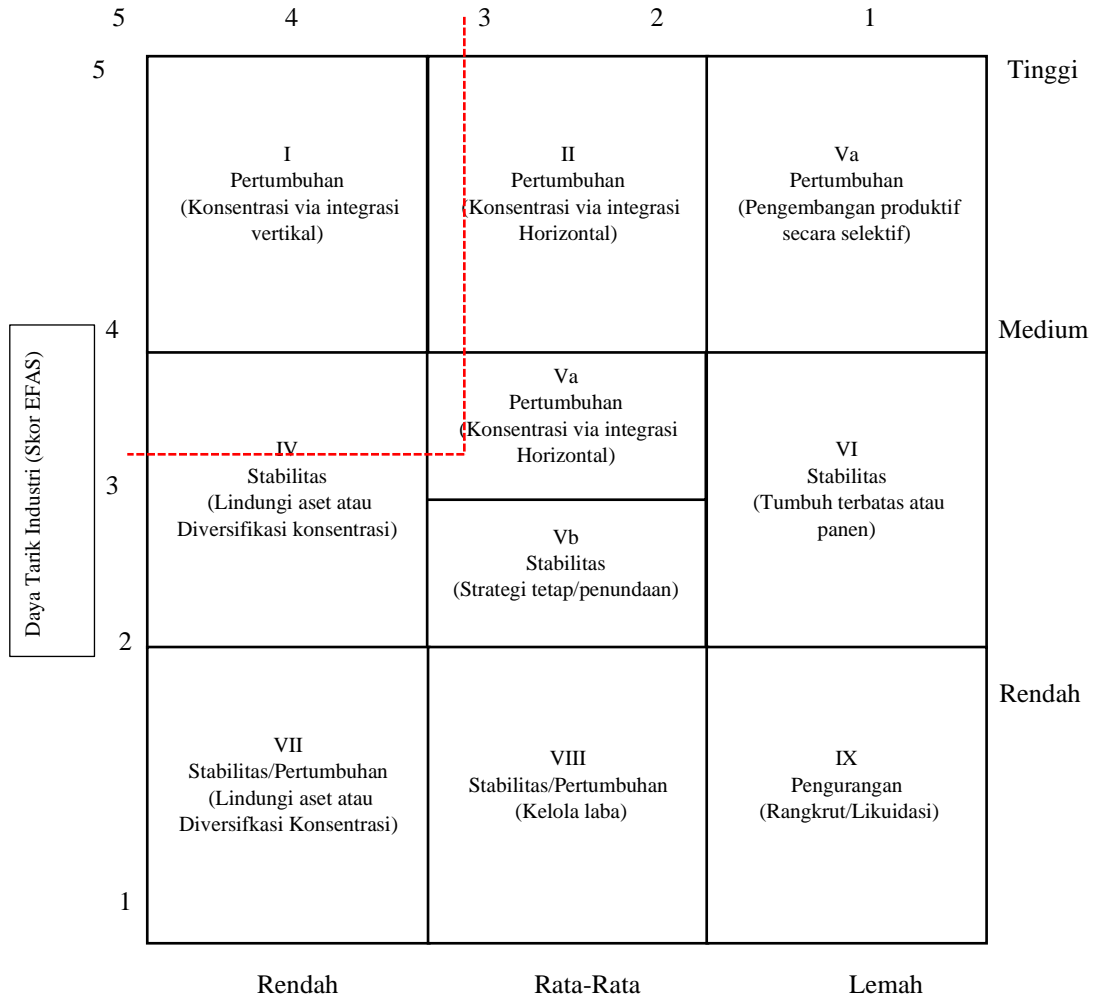 5 4 3 2 1
5
Tinggi
I
Pertumbuhan
(Konsentrasi via integrasi
vertikal)
II
Pertumbuhan
(Konsentrasi via integrasi
Horizontal)
Va
Pertumbuhan
(Pengembangan produktif
secara selektif)
4
Medium
Daya Tarik Industri (Skor EFAS)
IV
Stabilitas
(Lindungi aset atau
Diversifikasi konsentrasi)
Va
Pertumbuhan
(Konsentrasi via integrasi
Horizontal)
Vb
Stabilitas
(Strategi tetap/penundaan)
VI
Stabilitas
(Tumbuh terbatas atau
panen)
3
2
Rendah
VII
Stabilitas/Pertumbuhan
(Lindungi aset atau
Diversifkasi Konsentrasi)
VIII
Stabilitas/Pertumbuhan
(Kelola laba)
IX
Pengurangan
(Rangkrut/Likuidasi)
1
Rendah Rata-Rata Lemah